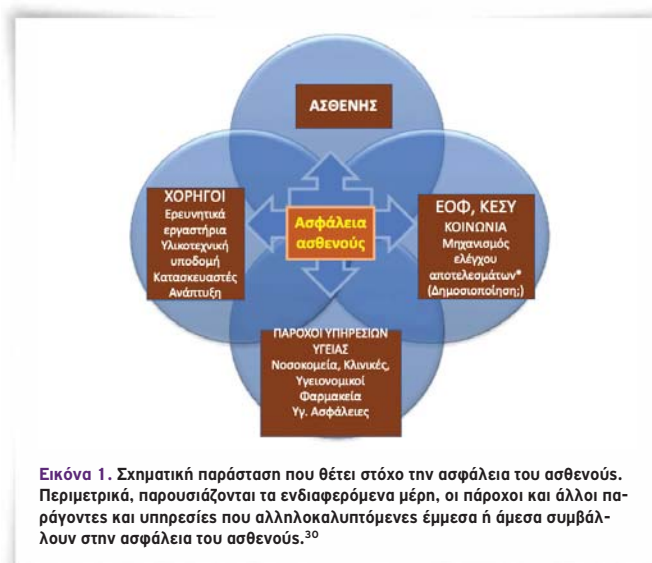 ΑΣΘΕΝΗΣ
ΧΟΡΗΓΟΙ
Ερευνητικά
εργαστήρια
Υλικοτεχνική
υποδομή
Κατασκευαστές
Ανάπτυξη
Ασφάλεια
ασθενούς
ΕΟΦ, ΚΕΣΥ
ΚΟΙΝΩΝΙΑ
Μηχανισμός
ελέγχου
αποτελεσμάτων*
(Δημοσιοποίηση;)
ΠΑΡΟΧΟΙ ΥΠΗΡΕΣΙΩΝ
ΥΓΕΙΑΣ
Νοσοκομεία, Κλινικές,
Υγειονομικοί
Φαρμακεία
Υγ. Ασφάλειες
Εικόνα 1. Σχηματική παράσταση που θέτει στόχο την ασφάλεια του ασθενούς.
Περιμετρικά, παρουσιάζονται τα ενδιαφερόμενα μέρη, οι πάροχοι και άλλοι πα-
ράγοντες και υπηρεσίες που αλληλοκαλυπτόμενες έμμεσα ή άμεσα συμβάλ-
λουν στην ασφάλεια του ασθενούς.³⁰